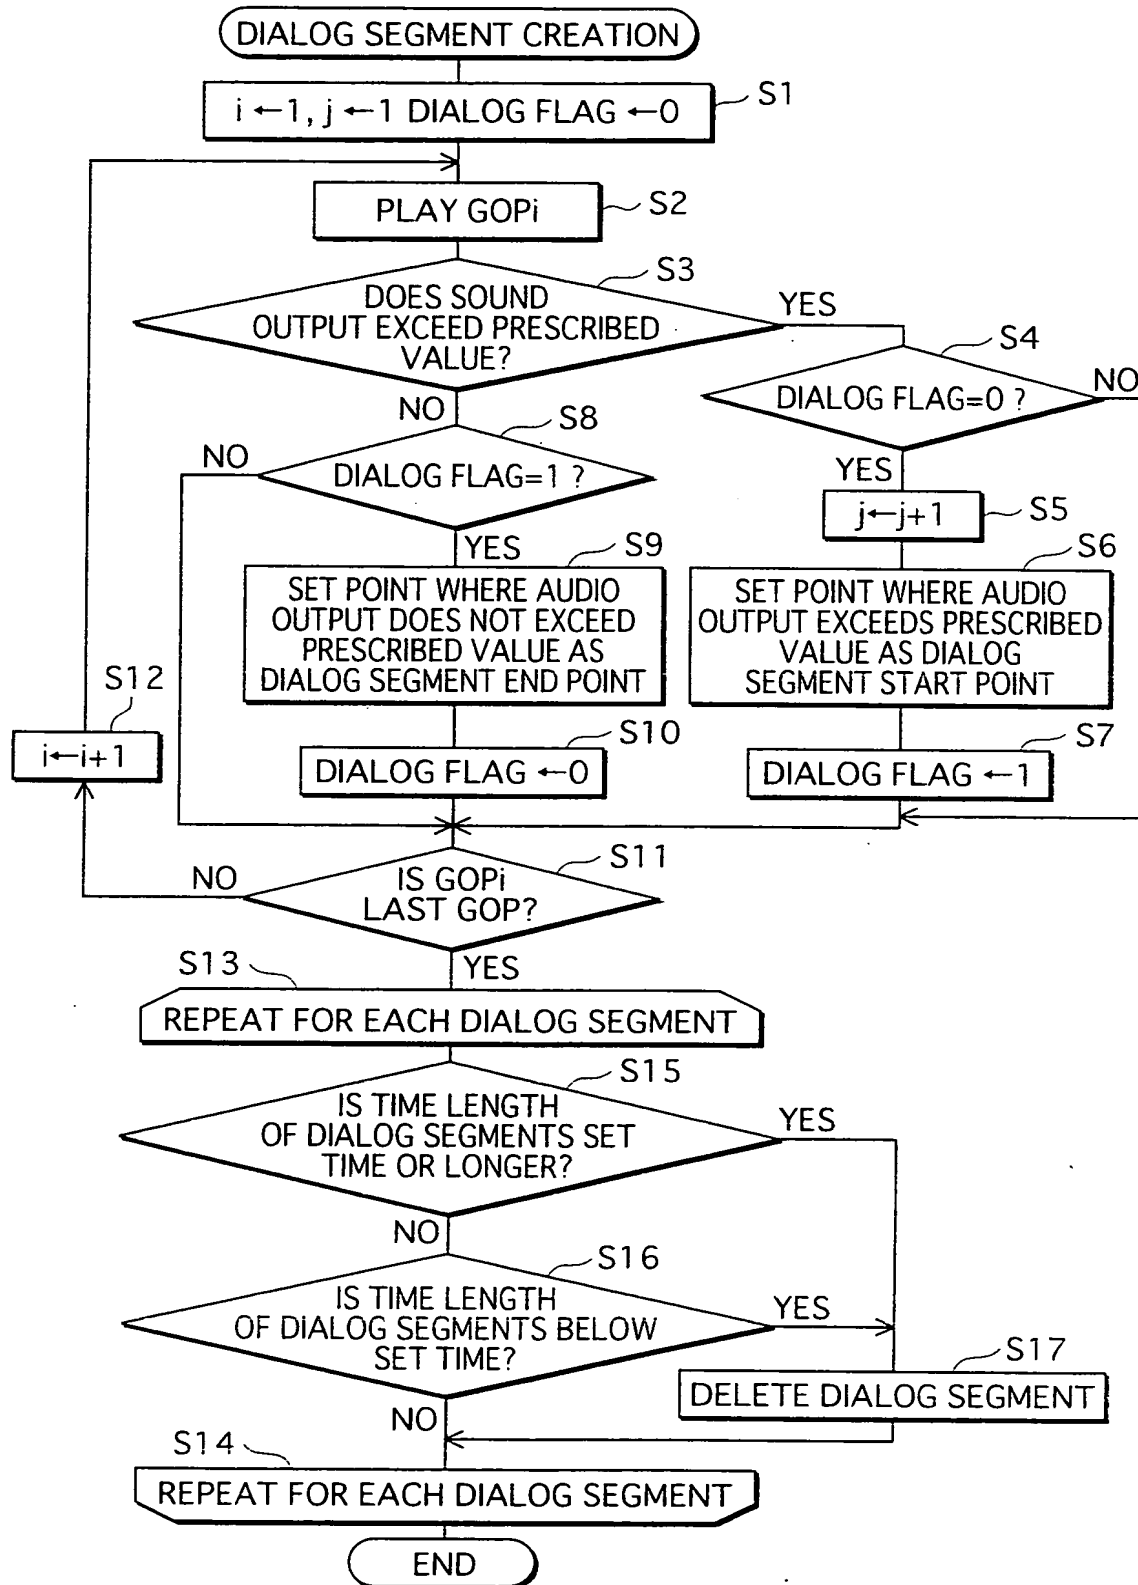 DIALOG SEGMENT CREATION
i ←1, j ←1 DIALOG FLAG ←0
S1
PLAY GOPi
S2
S3
DOES SOUND
OUTPUT EXCEED PRESCRIBED
VALUE?
YES
NO
S4
DIALOG FLAG=0 ?
NO
YES
S8
DIALOG FLAG=1 ?
NO
YES
j←j+1
S5
S9
SET POINT WHERE AUDIO
OUTPUT DOES NOT EXCEED
PRESCRIBED VALUE AS
DIALOG SEGMENT END POINT
S6
SET POINT WHERE AUDIO
OUTPUT EXCEEDS PRESCRIBED
VALUE AS DIALOG
SEGMENT START POINT
S12
i←i+1
S10
DIALOG FLAG ←0
S7
DIALOG FLAG ←1
S11
IS GOPi
LAST GOP?
NO
YES
S13
REPEAT FOR EACH DIALOG SEGMENT
S15
IS TIME LENGTH
OF DIALOG SEGMENTS SET
TIME OR LONGER?
YES
NO
S16
IS TIME LENGTH
OF DIALOG SEGMENTS BELOW
SET TIME?
YES
NO
S17
DELETE DIALOG SEGMENT
S14
REPEAT FOR EACH DIALOG SEGMENT
END